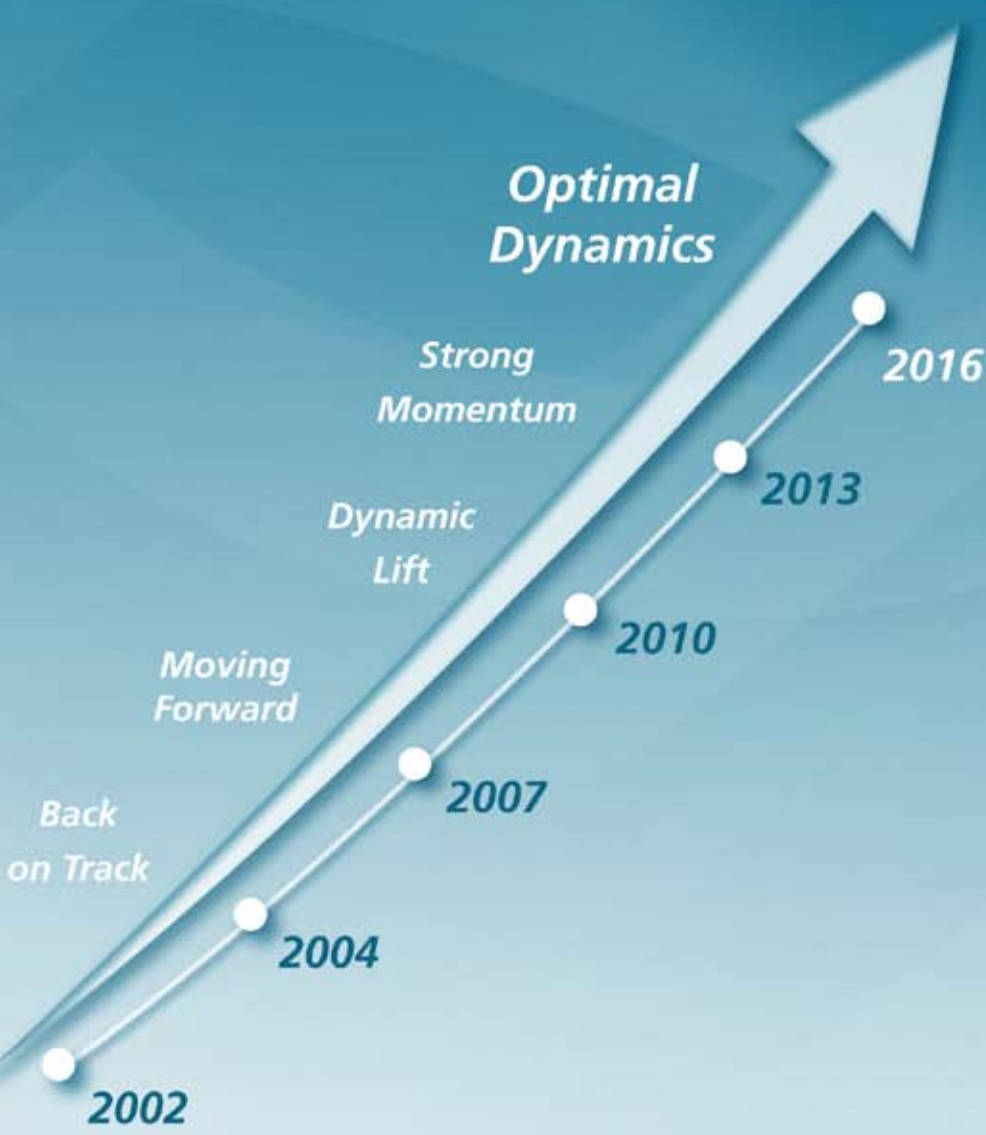 Optimal
Dynamics
Strong
Momentum
Dynamic
Lift
Moving
Forward
Back
on Track
2016
2013
2010
2007
2004
2002